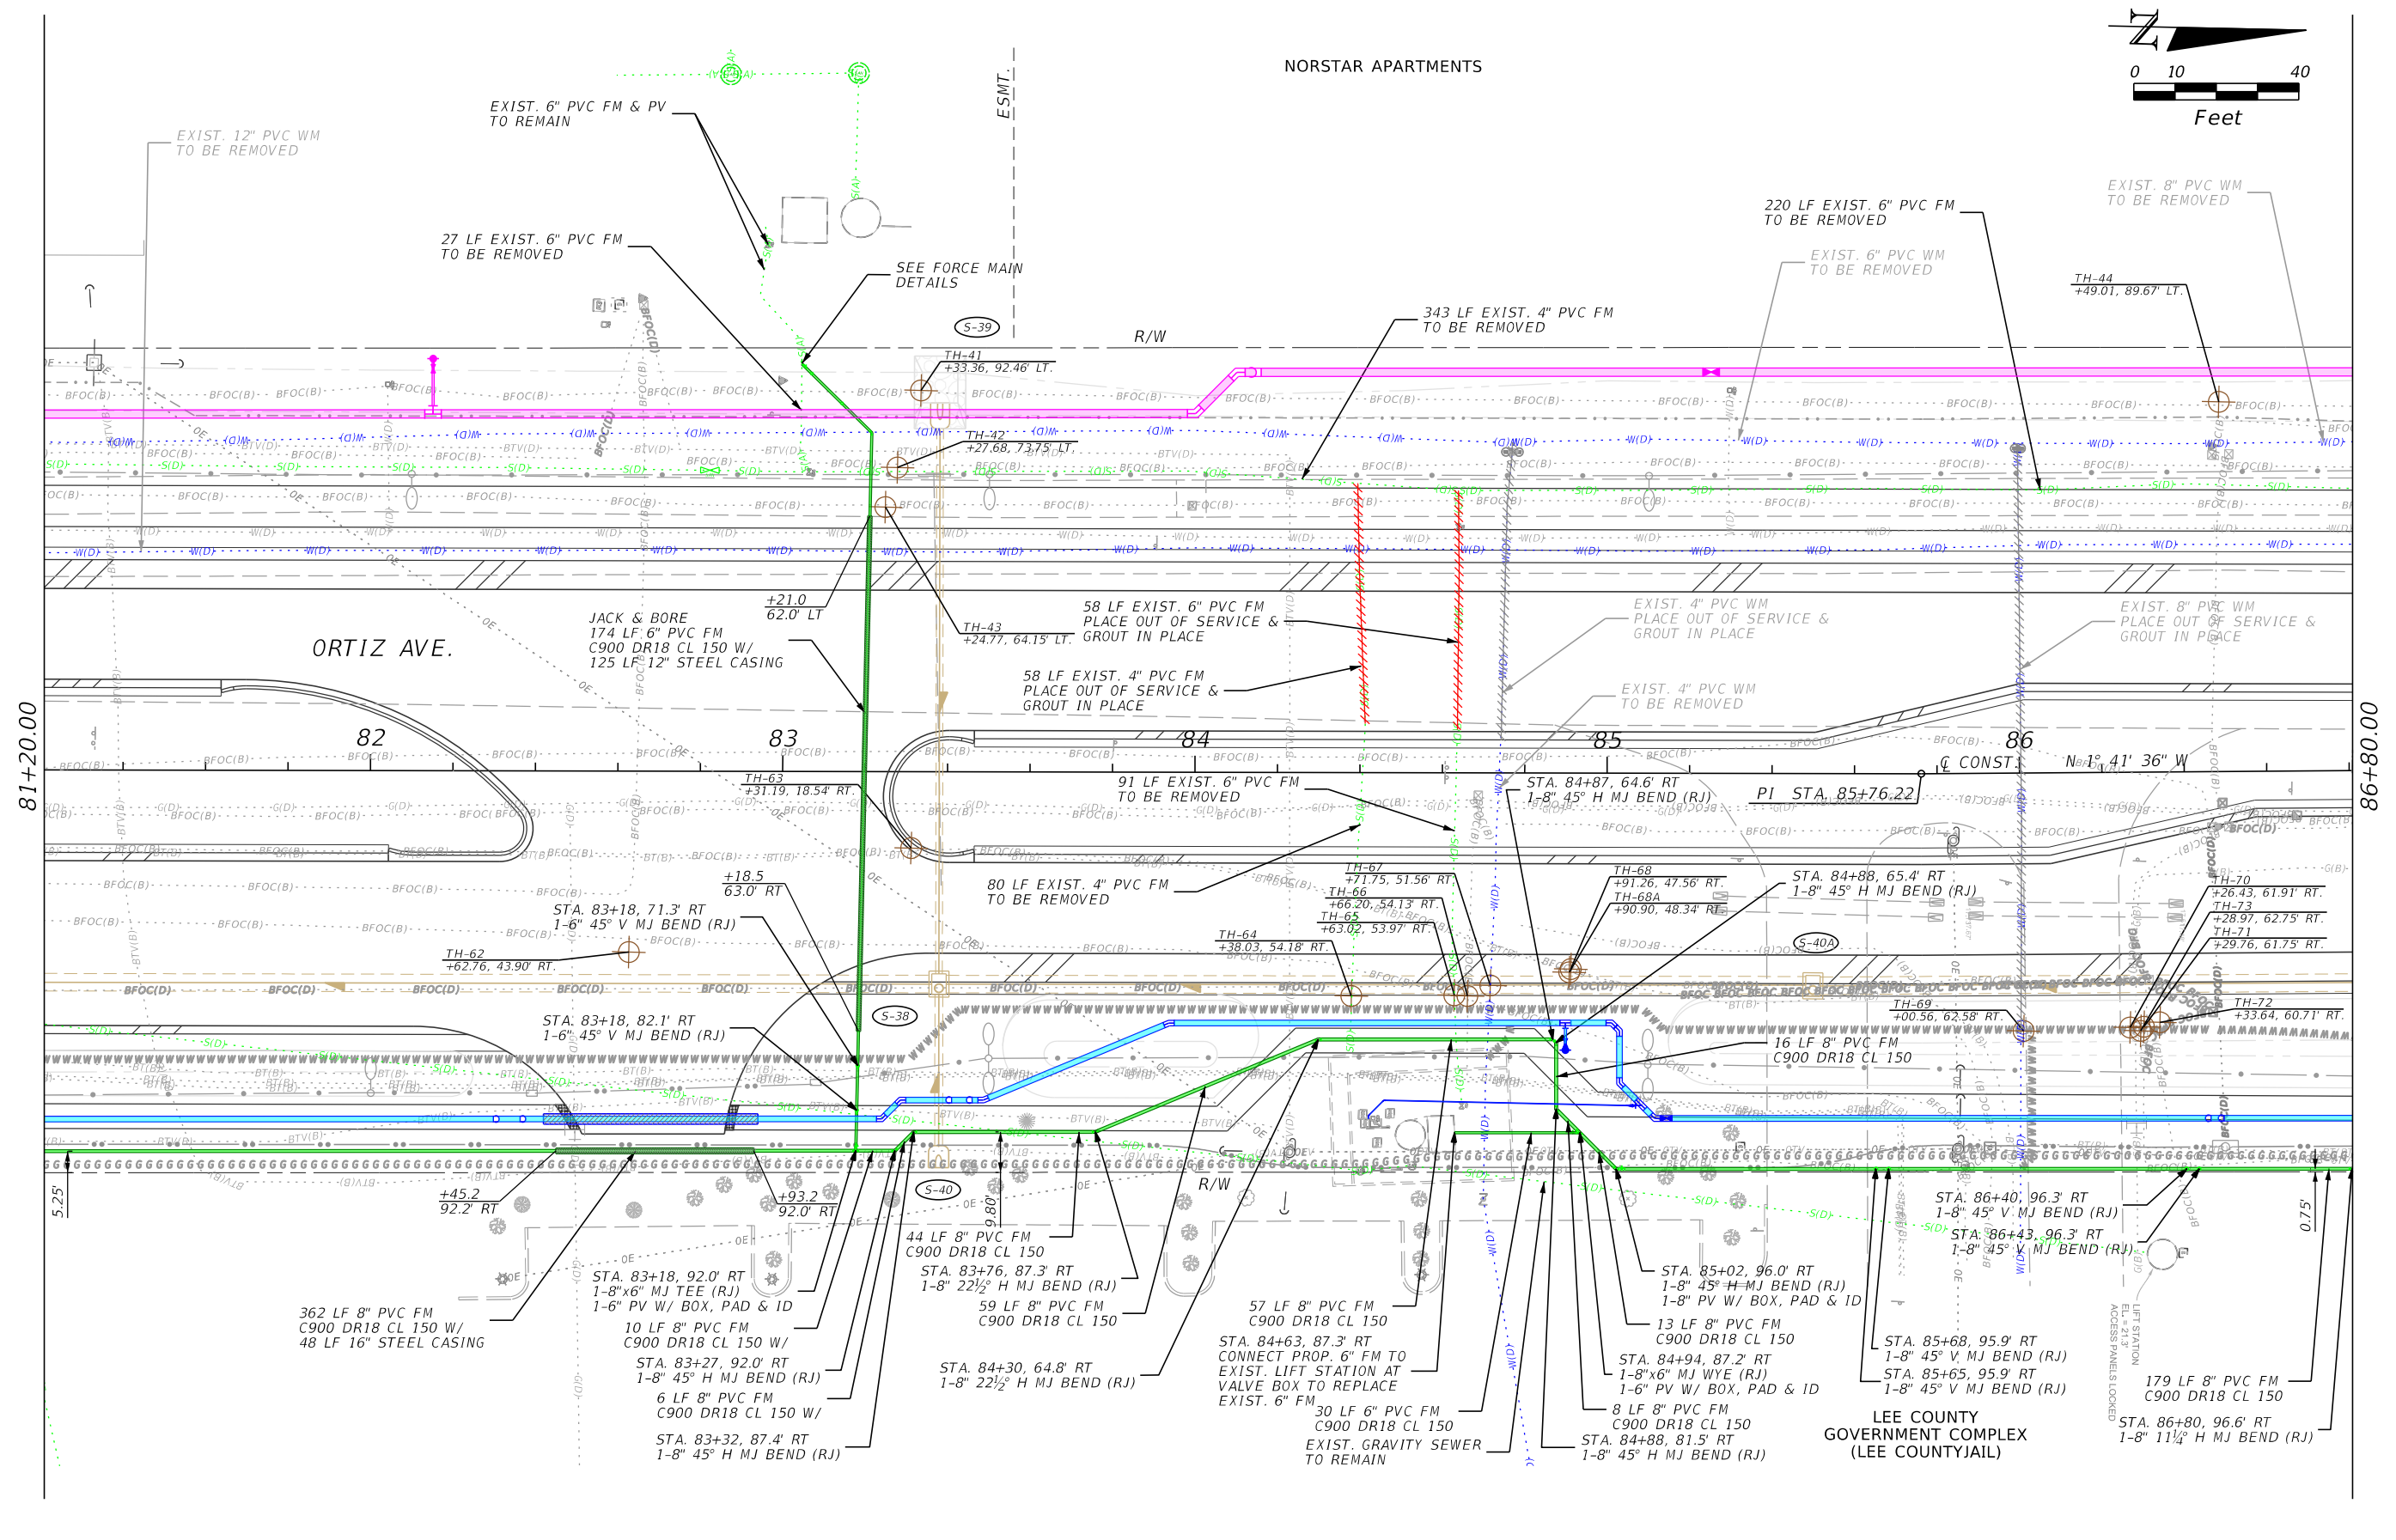 NORSTAR APARTMENTS
N
0 10 40
Feet
ESMT.
EXIST. 6" PVC FM & PV
TO REMAIN
EXIST. 12" PVC WM
TO BE REMOVED
27 LF EXIST. 6" PVC FM
TO BE REMOVED
SEE FORCE MAIN
DETAILS
220 LF EXIST. 6" PVC FM
TO BE REMOVED
EXIST. 8" PVC WM
TO BE REMOVED
EXIST. 6" PVC WM
TO BE REMOVED
TH-44
+49.01, 89.67' LT.
343 LF EXIST. 4" PVC FM
TO BE REMOVED
S-39
R/W
TH-41
+33.36, 92.46' LT.
TH-42
+27.68, 73.75' LT.
+21.0
62.0' LT
TH-43
+24.77, 64.15' LT.
JACK & BORE
174 LF 6" PVC FM
C900 DR18 CL 150 W/
125 LF 12" STEEL CASING
ORTIZ AVE.
58 LF EXIST. 6" PVC FM
PLACE OUT OF SERVICE &
GROUT IN PLACE
58 LF EXIST. 4" PVC FM
PLACE OUT OF SERVICE &
GROUT IN PLACE
EXIST. 4" PVC WM
PLACE OUT OF SERVICE &
GROUT IN PLACE
EXIST. 8" PVC WM
PLACE OUT OF SERVICE &
GROUT IN PLACE
EXIST. 4" PVC WM
TO BE REMOVED
81+20.00
86+80.00
82
83
84
85
86
℄ CONST.
N 1° 41' 36" W
PI STA. 85+76.22
TH-63
+31.19, 18.54' RT.
91 LF EXIST. 6" PVC FM
TO BE REMOVED
STA. 84+87, 64.6' RT
1-8" 45° H MJ BEND (RJ)
80 LF EXIST. 4" PVC FM
TO BE REMOVED
+18.5
63.0' RT
STA. 83+18, 71.3' RT
1-6" 45° V MJ BEND (RJ)
TH-62
+62.76, 43.90' RT.
TH-67
+71.75, 51.56' RT.
TH-66
+66.20, 54.13' RT.
TH-65
+63.02, 53.97' RT.
TH-64
+38.03, 54.18' RT.
TH-68
+91.26, 47.56' RT.
TH-68A
+90.90, 48.34' RT.
STA. 84+88, 65.4' RT
1-8" 45° H MJ BEND (RJ)
S-40A
TH-70
+26.43, 61.91' RT.
TH-73
+28.97, 62.75' RT.
TH-71
+29.76, 61.75' RT.
TH-69
+00.56, 62.58' RT.
TH-72
+33.64, 60.71' RT.
STA. 83+18, 82.1' RT
1-6" 45° V MJ BEND (RJ)
S-38
16 LF 8" PVC FM
C900 DR18 CL 150
5.25'
+45.2
92.2' RT
+93.2
92.0' RT
S-40
9.80'
R/W
0.75'
44 LF 8" PVC FM
C900 DR18 CL 150
STA. 83+76, 87.3' RT
1-8" 22½° H MJ BEND (RJ)
59 LF 8" PVC FM
C900 DR18 CL 150
STA. 84+30, 64.8' RT
1-8" 22½° H MJ BEND (RJ)
STA. 83+18, 92.0' RT
1-8"x6" MJ TEE (RJ)
1-6" PV W/ BOX, PAD & ID
362 LF 8" PVC FM
C900 DR18 CL 150 W/
48 LF 16" STEEL CASING
10 LF 8" PVC FM
C900 DR18 CL 150 W/
STA. 83+27, 92.0' RT
1-8" 45° H MJ BEND (RJ)
6 LF 8" PVC FM
C900 DR18 CL 150 W/
STA. 83+32, 87.4' RT
1-8" 45° H MJ BEND (RJ)
57 LF 8" PVC FM
C900 DR18 CL 150
STA. 84+63, 87.3' RT
CONNECT PROP. 6" FM TO
EXIST. LIFT STATION AT
VALVE BOX TO REPLACE
EXIST. 6" FM
30 LF 6" PVC FM
C900 DR18 CL 150
EXIST. GRAVITY SEWER
TO REMAIN
STA. 85+02, 96.0' RT
1-8" 45° H MJ BEND (RJ)
1-8" PV W/ BOX, PAD & ID
13 LF 8" PVC FM
C900 DR18 CL 150
STA. 84+94, 87.2' RT
1-8"x6" MJ WYE (RJ)
1-6" PV W/ BOX, PAD & ID
8 LF 8" PVC FM
C900 DR18 CL 150
STA. 84+88, 81.5' RT
1-8" 45° H MJ BEND (RJ)
STA. 86+40, 96.3' RT
1-8" 45° V MJ BEND (RJ)
STA. 86+43, 96.3' RT
1-8" 45° V MJ BEND (RJ)
STA. 85+68, 95.9' RT
1-8" 45° V MJ BEND (RJ)
STA. 85+65, 95.9' RT
1-8" 45° V MJ BEND (RJ)
LIFT STATION
EL.=21.3'
ACCESS PANELS LOCKED
179 LF 8" PVC FM
C900 DR18 CL 150
STA. 86+80, 96.6' RT
1-8" 11¼° H MJ BEND (RJ)
LEE COUNTY
GOVERNMENT COMPLEX
(LEE COUNTYJAIL)